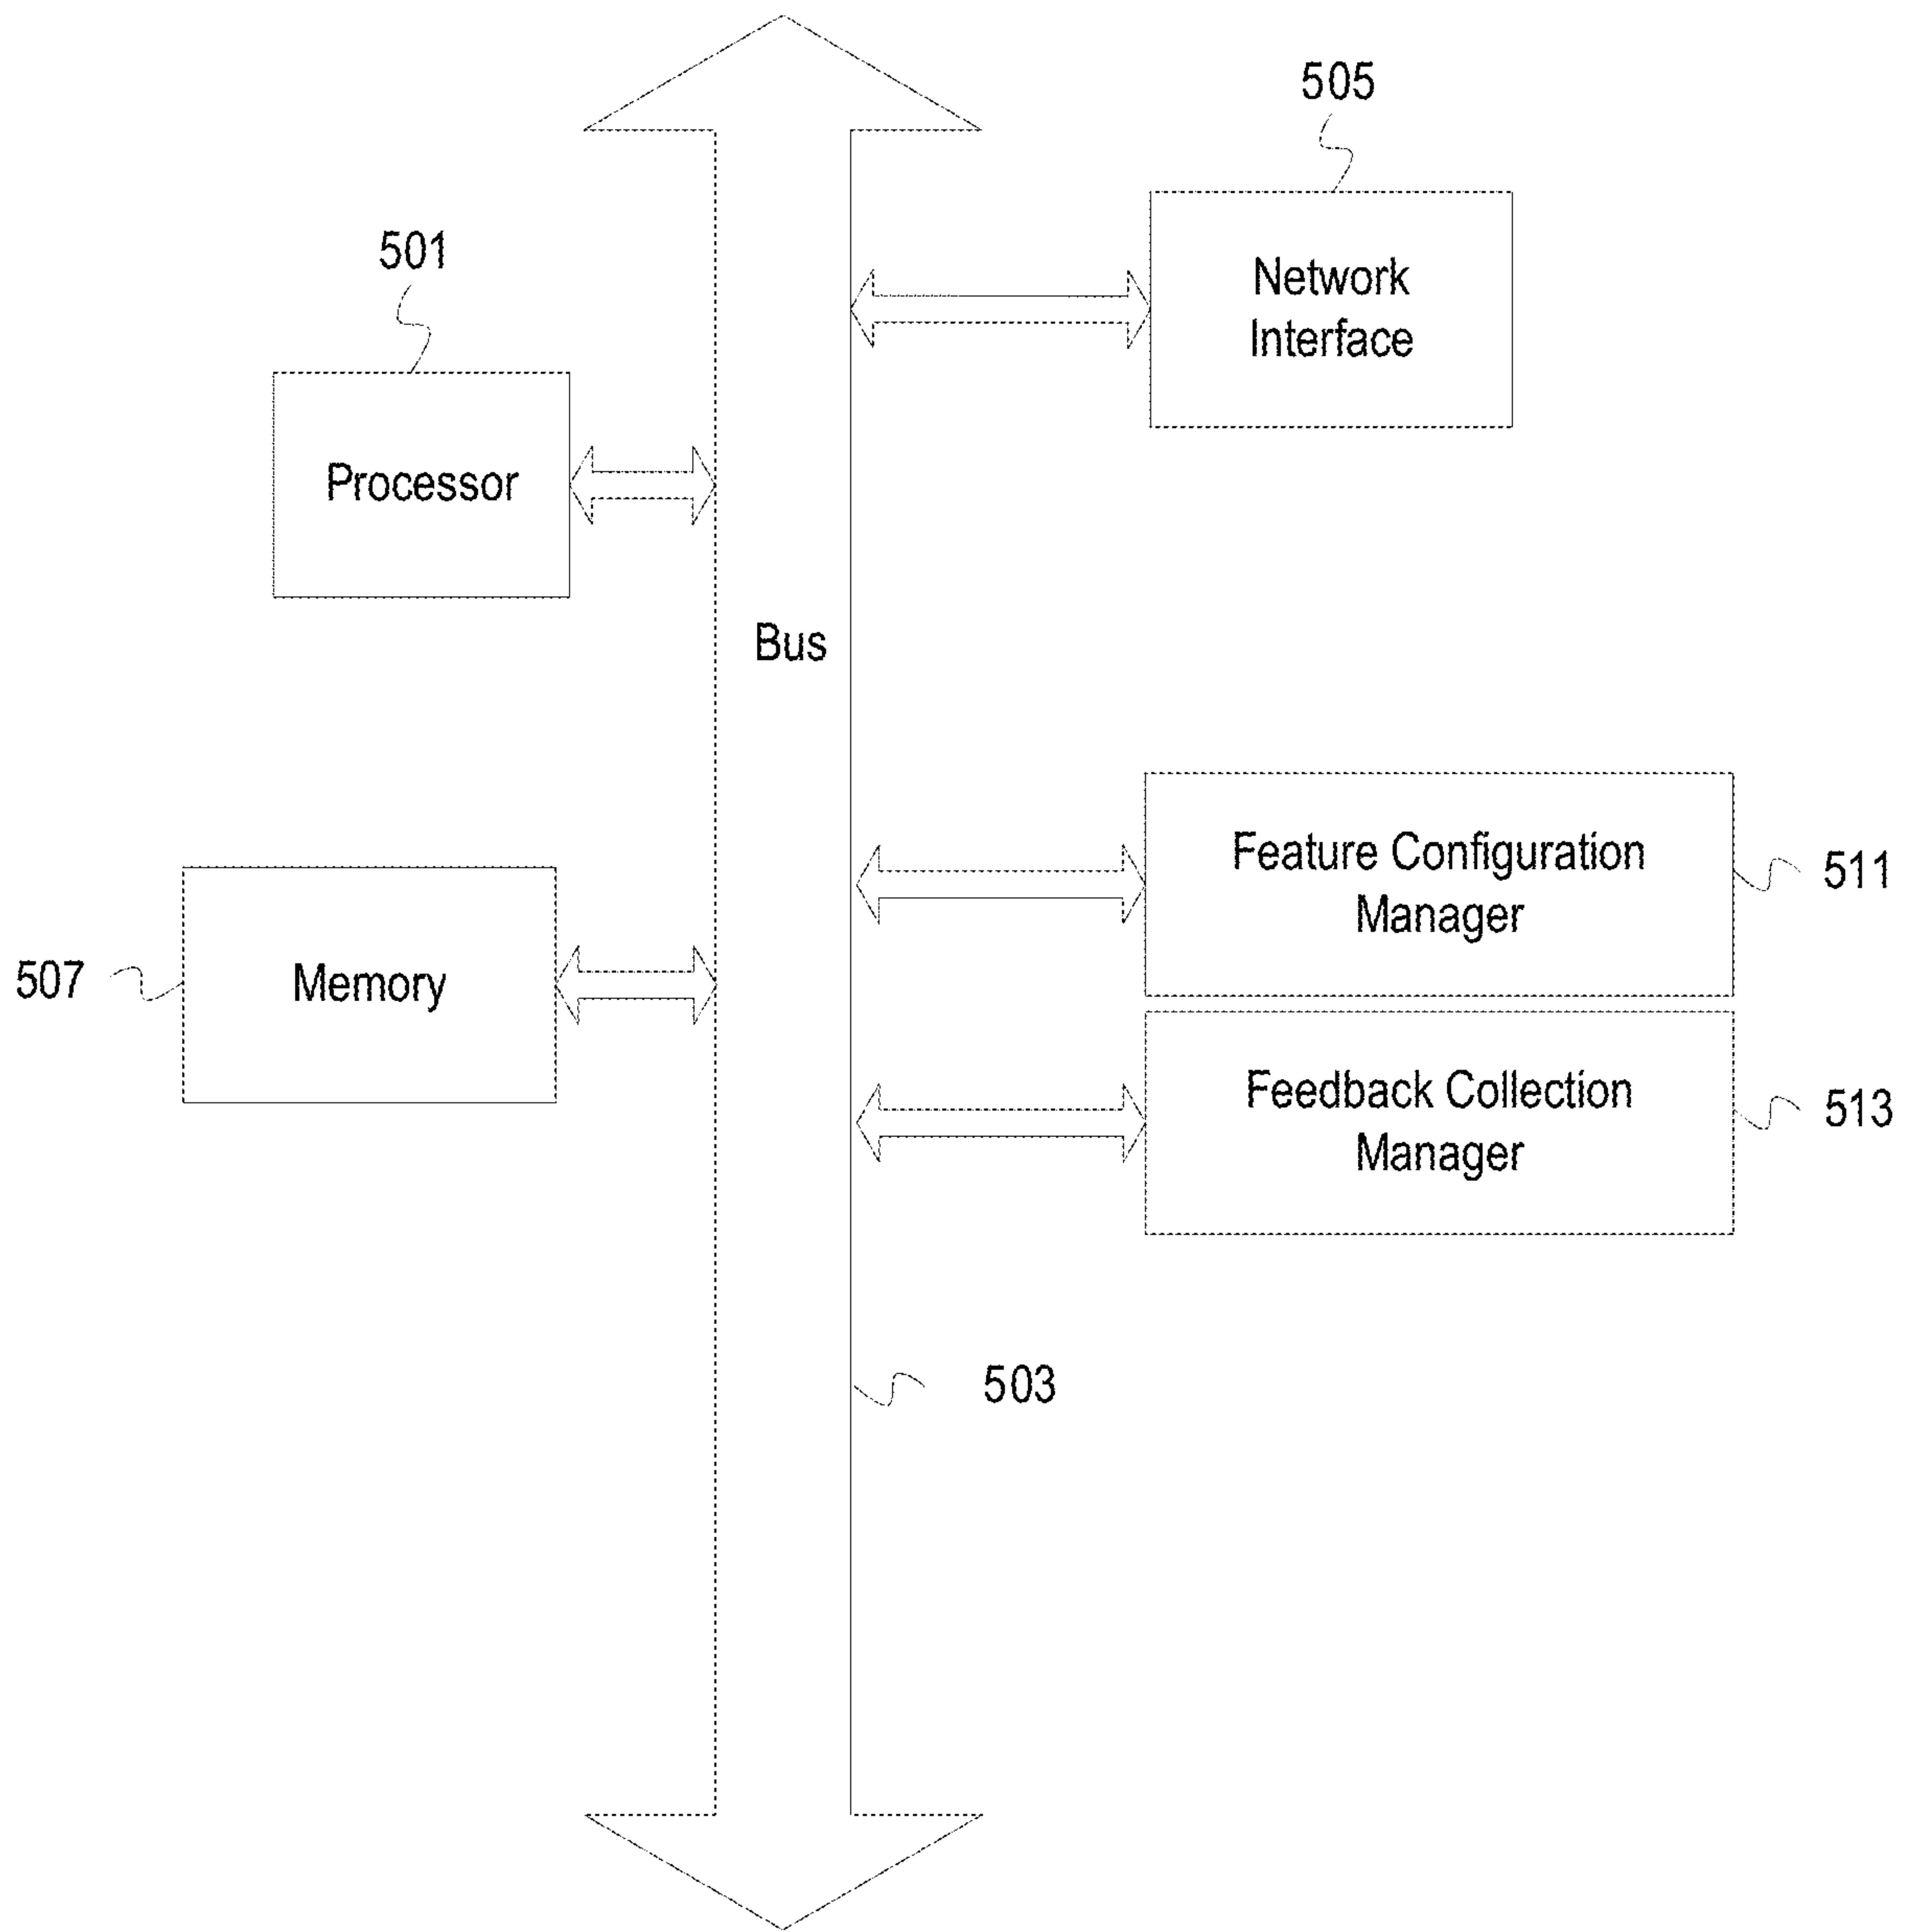 505
501
Network
Interface
Processor
Bus
Feature Configuration
Manager
511
507
Memory
Feedback Collection
Manager
513
503